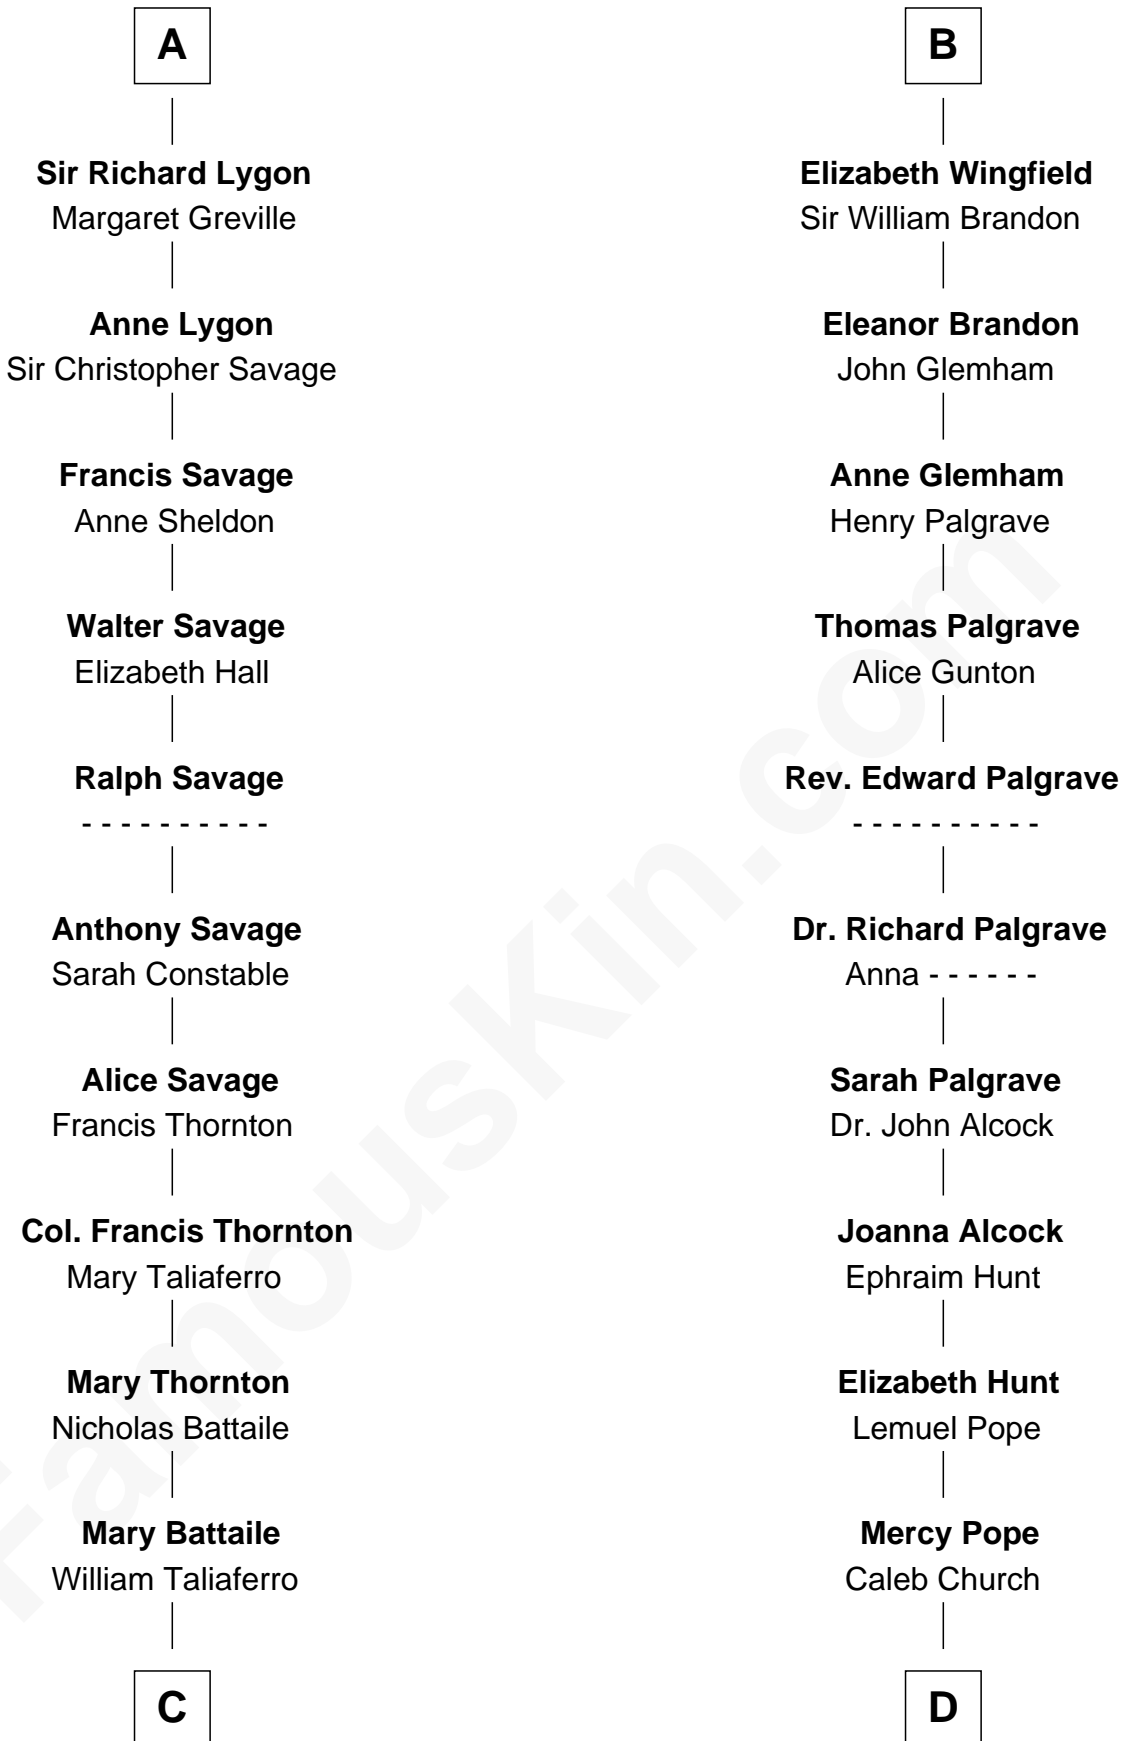 A
Sir Richard Lygon
Margaret Greville
Anne Lygon
Sir Christopher Savage
Francis Savage
Anne Sheldon
Walter Savage
Elizabeth Hall
Ralph Savage
- - - - - - - - - -
Anthony Savage
Sarah Constable
Alice Savage
Francis Thornton
Col. Francis Thornton
Mary Taliaferro
Mary Thornton
Nicholas Battaile
Mary Battaile
William Taliaferro
C
B
Elizabeth Wingfield
Sir William Brandon
Eleanor Brandon
John Glemham
Anne Glemham
Henry Palgrave
Thomas Palgrave
Alice Gunton
Rev. Edward Palgrave
- - - - - - - - - -
Dr. Richard Palgrave
Anna - - - - - -
Sarah Palgrave
Dr. John Alcock
Joanna Alcock
Ephraim Hunt
Elizabeth Hunt
Lemuel Pope
Mercy Pope
Caleb Church
D
FamousKin.com